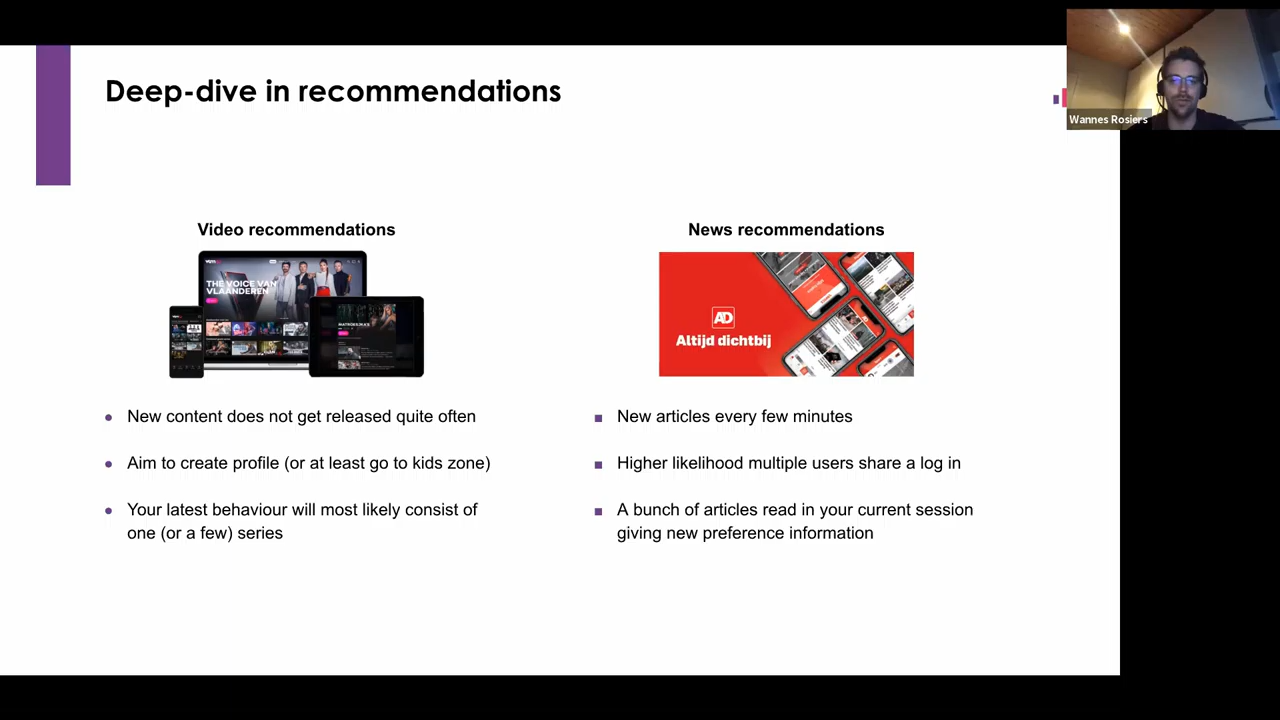 Deep-dive in recommendations
Wannes Rosiers
Video recommendations
THE VOICE VAN
VLAANDEREN
New content does not get released quite often
Aim to create profile (or at least go to kids zone)
Your latest behaviour will most likely consist of
one (or a few) series
News recommendations
AD
Altijd dichtbij
New articles every few minutes
Higher likelihood multiple users share a log in
A bunch of articles read in your current session
giving new preference information